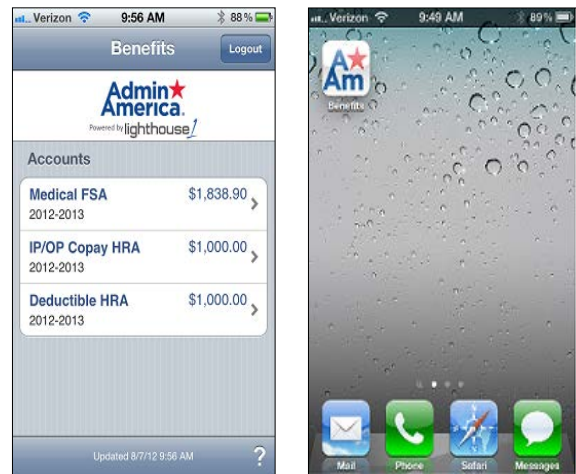 Verizon 9:56 AM 88 %
Benefits
Logout
Admin
America.
Powered by lighthouse1
Accounts
Medical FSA $1,838.90
2012-2013
IP/OP Copay HRA $1,000.00
2012-2013
Deductible HRA $1,000.00
2012-2013
Updated 8/7/12 9:56 AM ?
Verizon 9:49 AM 89 %
A
Am
Benefits
Mail Phone Safari Messages